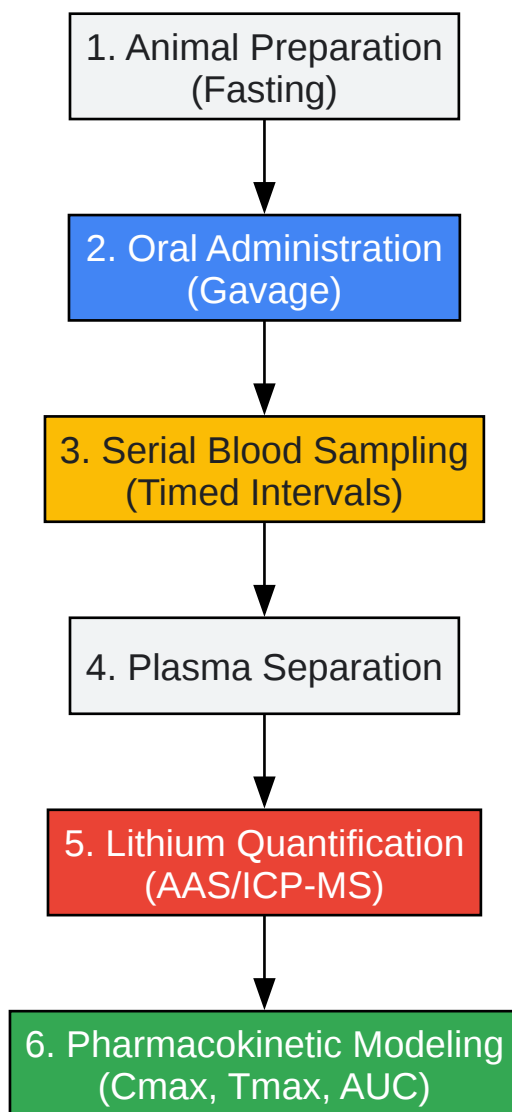 1. Animal Preparation
(Fasting)
2. Oral Administration
(Gavage)
3. Serial Blood Sampling
(Timed Intervals)
4. Plasma Separation
5. Lithium Quantification
(AAS/ICP-MS)
6. Pharmacokinetic Modeling
(Cmax, Tmax, AUC)